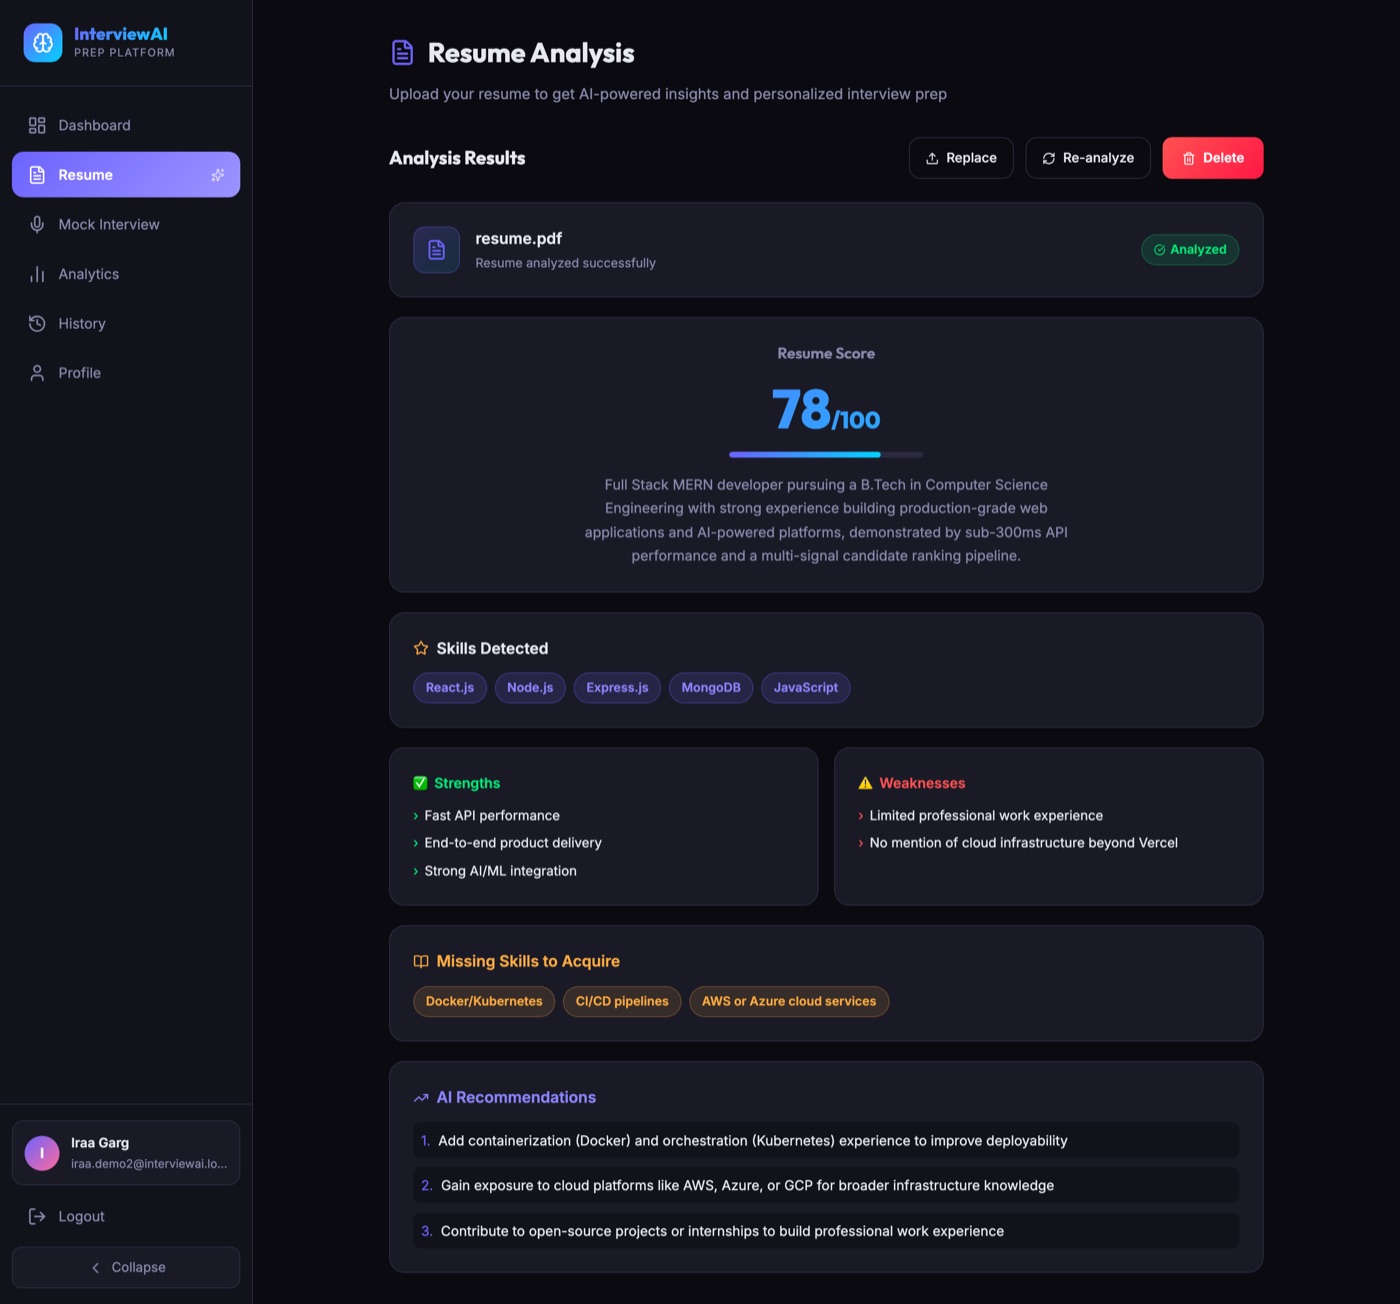 InterviewAI
PREP PLATFORM
Dashboard
Resume
Mock Interview
Analytics
History
Profile
Iraa Garg
I
iraa.demo2@interviewai.lo...
Logout
Collapse
Resume Analysis
Upload your resume to get AI-powered insights and personalized interview prep
Analysis Results
Replace
Re-analyze
Delete
resume.pdf
Resume analyzed successfully
Analyzed
Resume Score
78/100
Full Stack MERN developer pursuing a B.Tech in Computer Science
Engineering with strong experience building production-grade web
applications and AI-powered platforms, demonstrated by sub-300ms API
performance and a multi-signal candidate ranking pipeline.
Skills Detected
React.js
Node.js
Express.js
MongoDB
JavaScript
Strengths
› Fast API performance
› End-to-end product delivery
› Strong AI/ML integration
Weaknesses
› Limited professional work experience
› No mention of cloud infrastructure beyond Vercel
Missing Skills to Acquire
Docker/Kubernetes
CI/CD pipelines
AWS or Azure cloud services
AI Recommendations
1. Add containerization (Docker) and orchestration (Kubernetes) experience to improve deployability
2. Gain exposure to cloud platforms like AWS, Azure, or GCP for broader infrastructure knowledge
3. Contribute to open-source projects or internships to build professional work experience